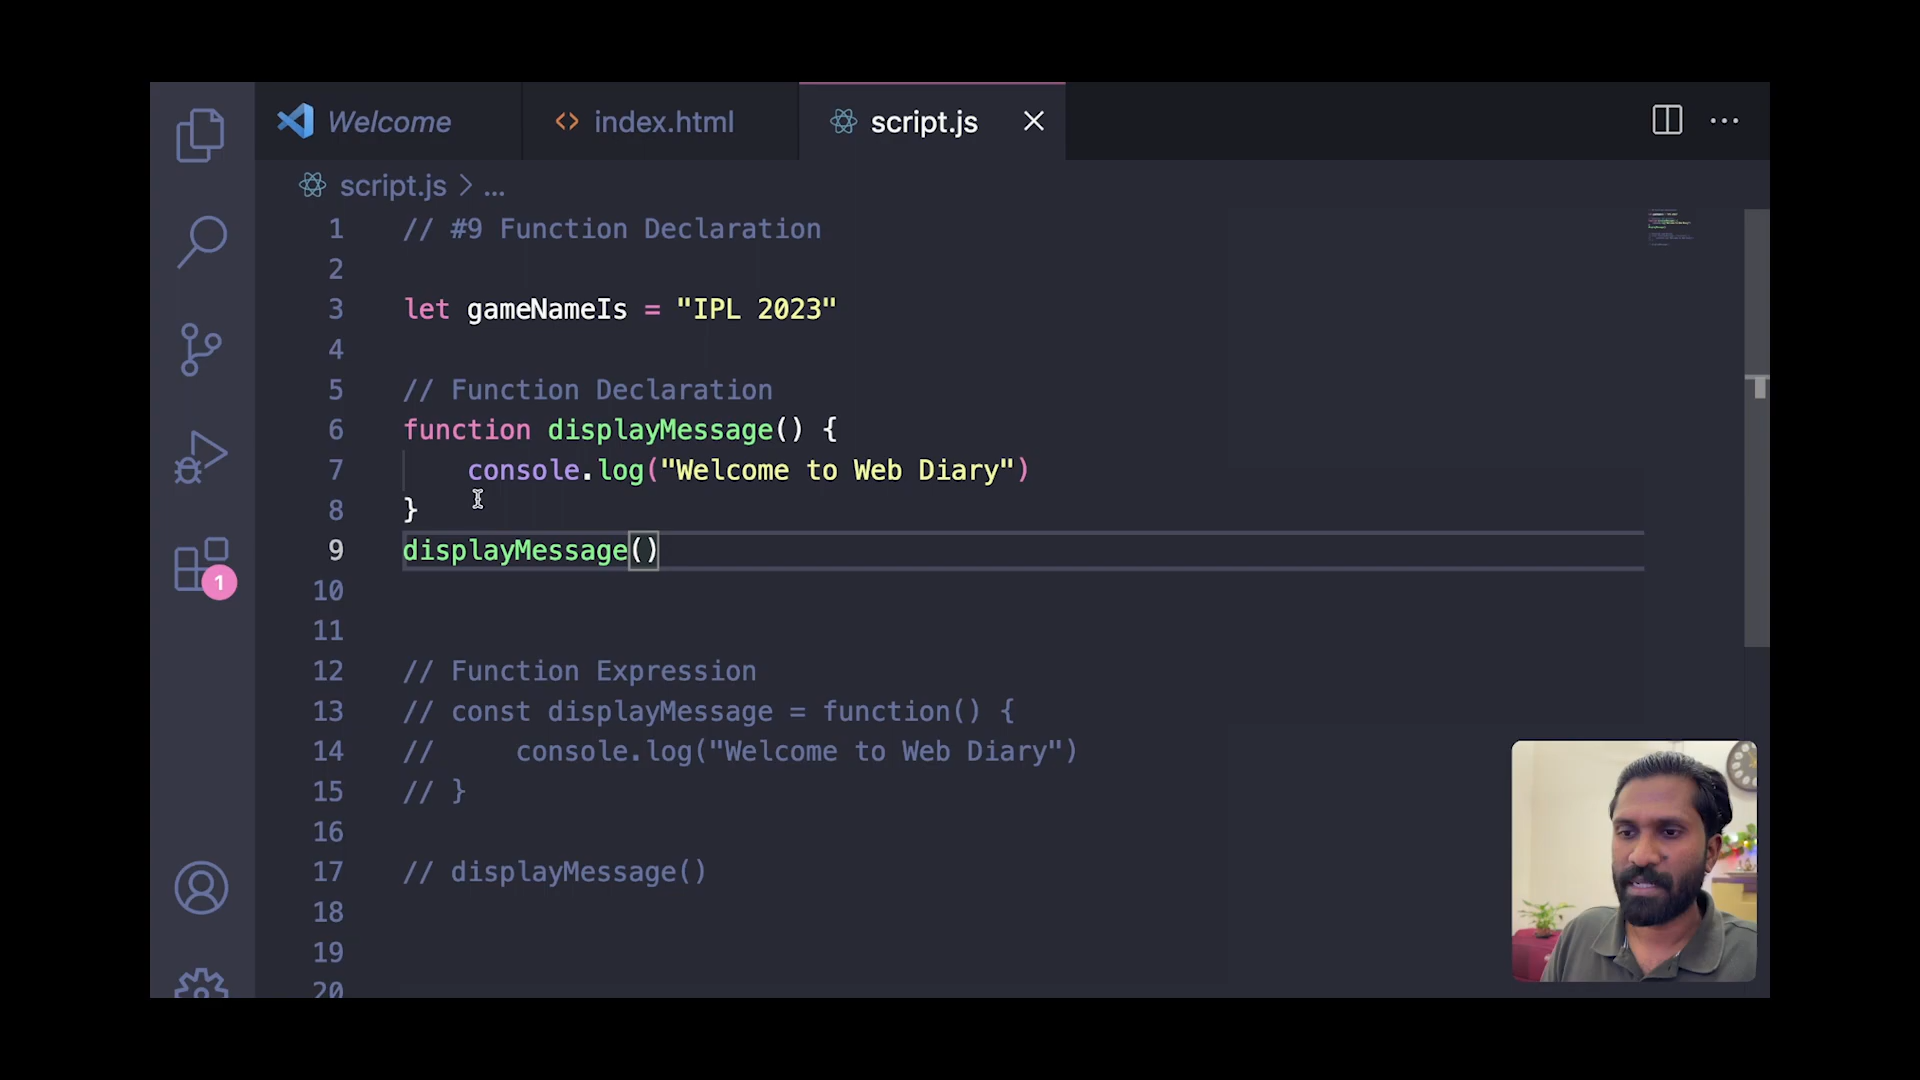 Welcome
index.html
script.js
script.js > ...
1 // #9 Function Declaration
2
3 let gameNameIs = "IPL 2023"
4
5 // Function Declaration
6 function displayMessage() {
7 console.log("Welcome to Web Diary")
8 }
9 displayMessage()
10
11
12 // Function Expression
13 // const displayMessage = function() {
14 // console.log("Welcome to Web Diary")
15 // }
16
17 // displayMessage()
18
19
20
1